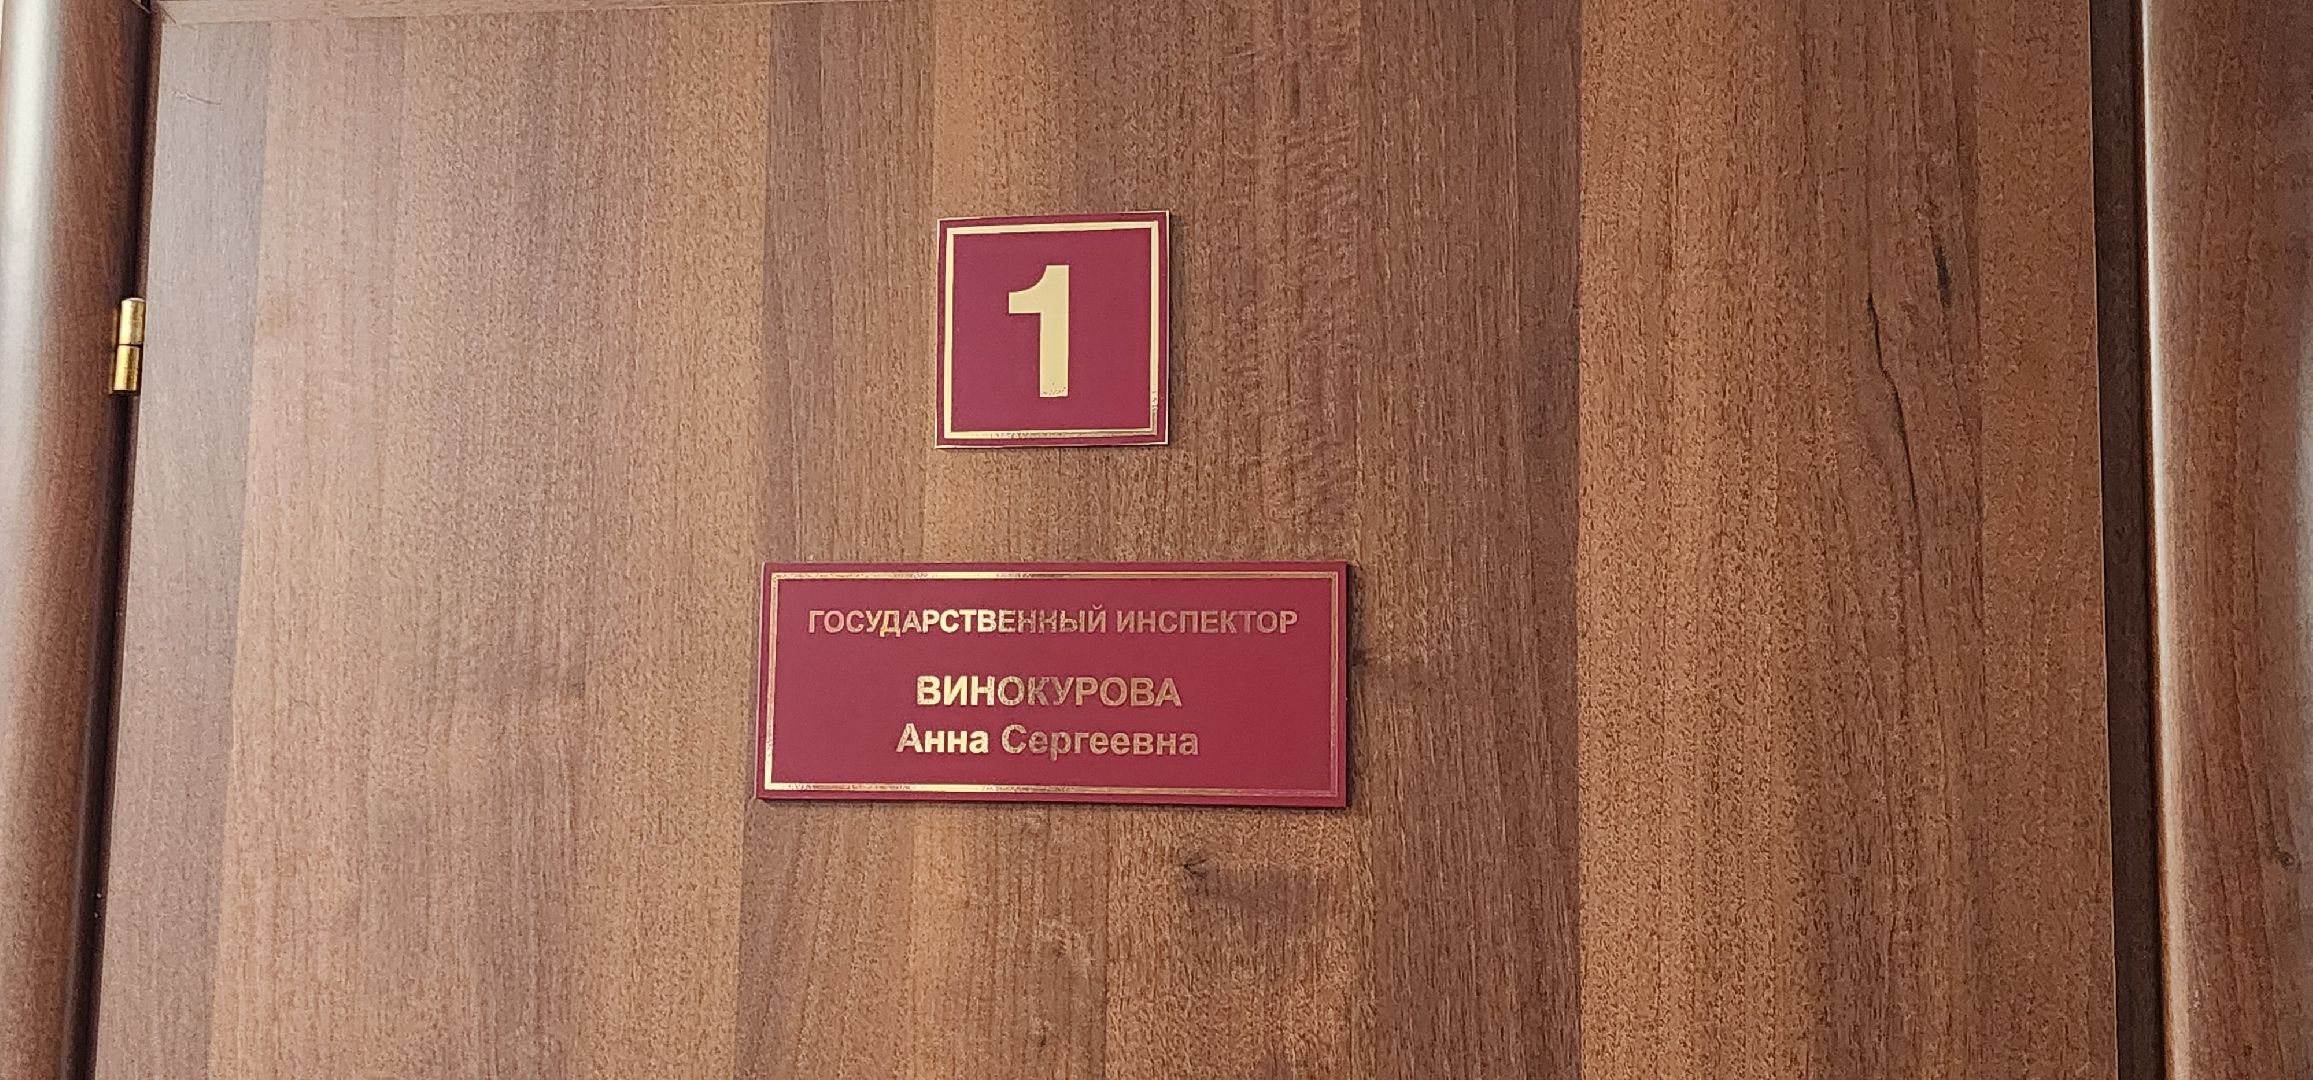 1
ГОСУДАРСТВЕННЫЙ ИНСПЕКТОР
ВИНОКУРОВА
Анна Сергеевна